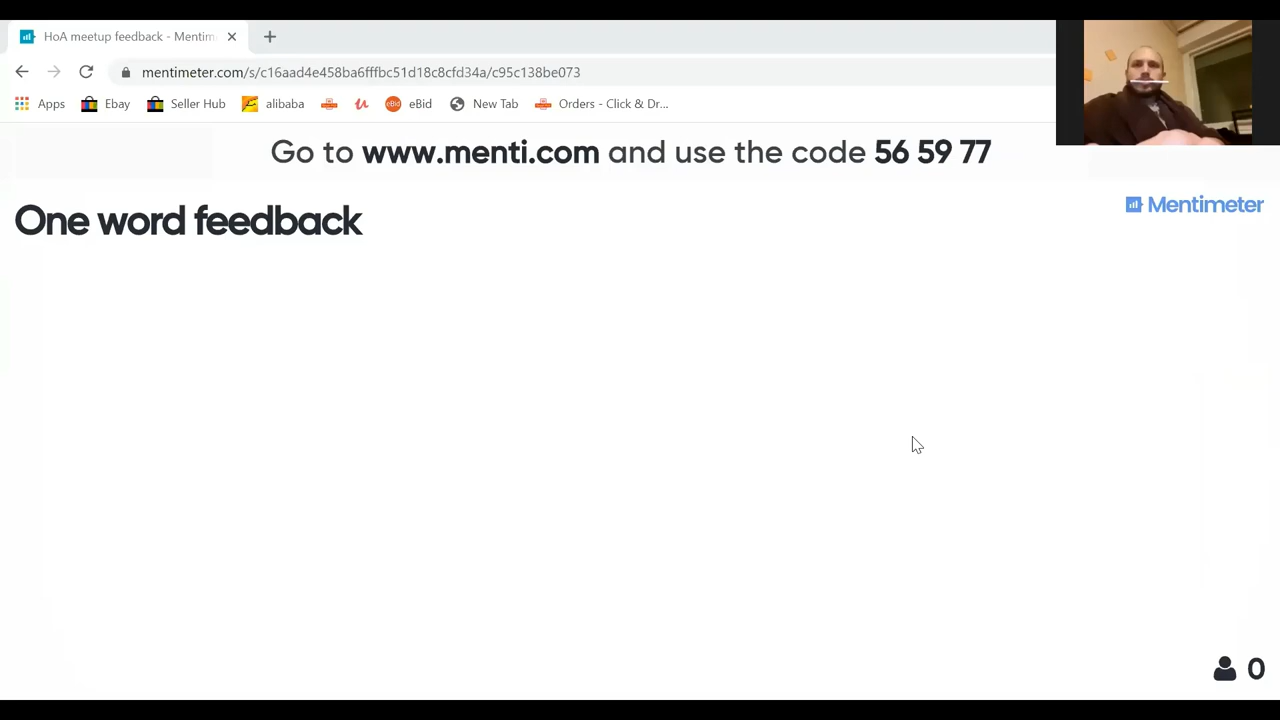 HoA meetup feedback - Mentim
mentimeter.com/s/c16aad4e458ba6fffbc51d18c8cfd34a/c95c138be073
Apps Ebay Seller Hub alibaba eBid New Tab Orders - Click & Dr...
Go to www.menti.com and use the code 56 59 77
One word feedback
Mentimeter
0